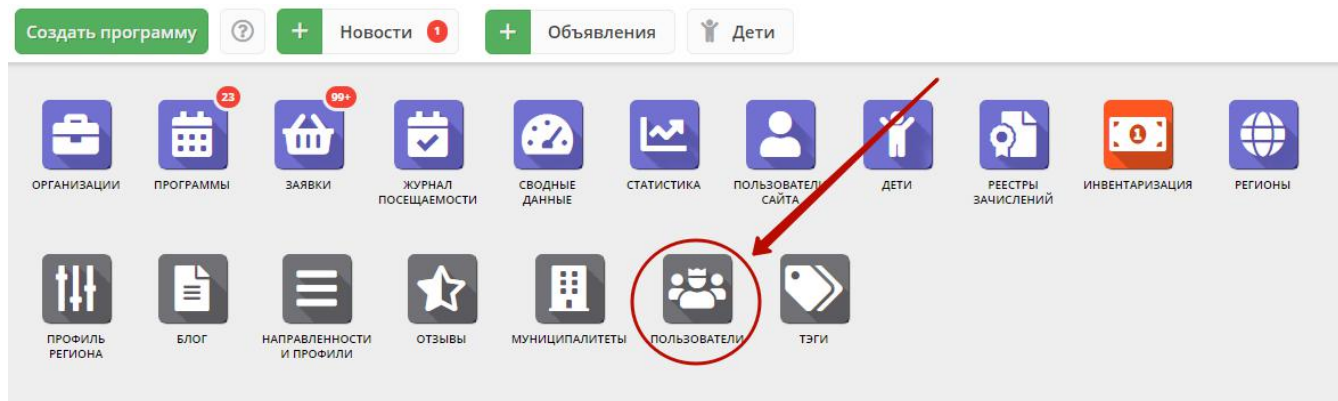 Создать программу ? + Новости 1 + Объявления Дети
23 99+
1
ОРГАНИЗАЦИИ ПРОГРАММЫ ЗАЯВКИ ЖУРНАЛ СВОДНЫЕ СТАТИСТИКА ПОЛЬЗОВАТЕЛИ ДЕТИ РЕЕСТРЫ ИНВЕНТАРИЗАЦИЯ РЕГИОНЫ
ПОСЕЩАЕМОСТИ ДАННЫЕ САЙТА ЗАЧИСЛЕНИЙ
ПРОФИЛЬ БЛОГ НАПРАВЛЕННОСТИ ОТЗЫВЫ МУНИЦИПАЛИТЕТЫ ПОЛЬЗОВАТЕЛИ ТЭГИ
РЕГИОНА И ПРОФИЛИ